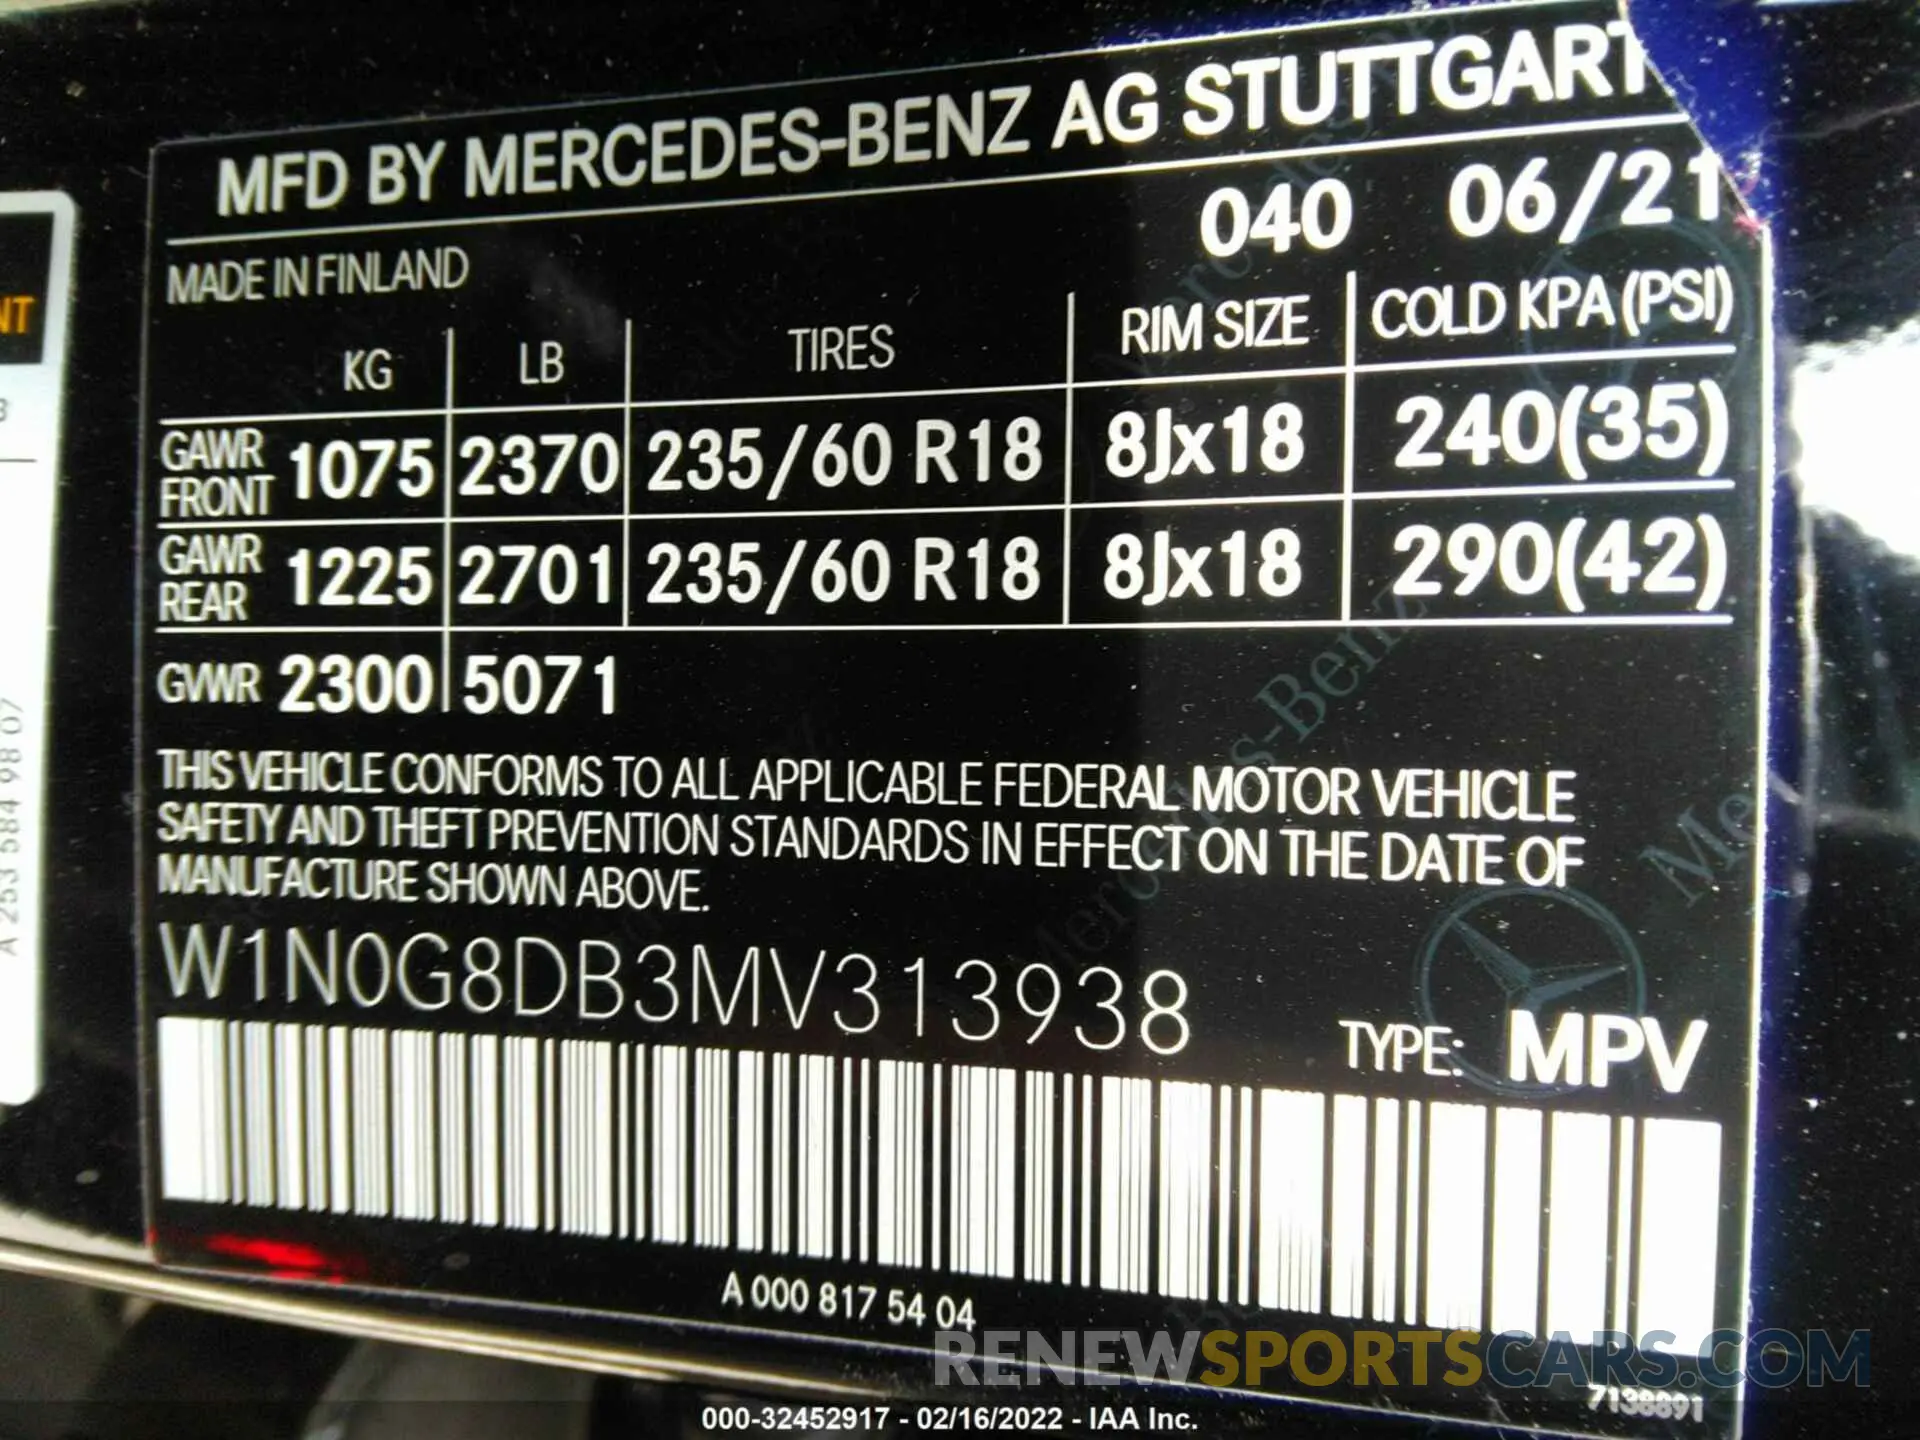 MFD BY MERCEDES-BENZ AG STUTTGART
040 06/21
MADE IN FINLAND
KG LB TIRES RIM SIZE COLD KPA (PSI)
GAWR FRONT 1075 2370 235/60 R18 8Jx18 240(35)
GAWR REAR 1225 2701 235/60 R18 8Jx18 290(42)
GVWR 2300 5071
THIS VEHICLE CONFORMS TO ALL APPLICABLE FEDERAL MOTOR VEHICLE
SAFETY AND THEFT PREVENTION STANDARDS IN EFFECT ON THE DATE OF
MANUFACTURE SHOWN ABOVE.
W1N0G8DB3MV313938
TYPE: MPV
A 000 817 54 04
7138891
NT
A 253 584 98 07
Mercedes-Benz
RENEWSPORTSCARS.COM
000-32452917 - 02/16/2022 - IAA Inc.